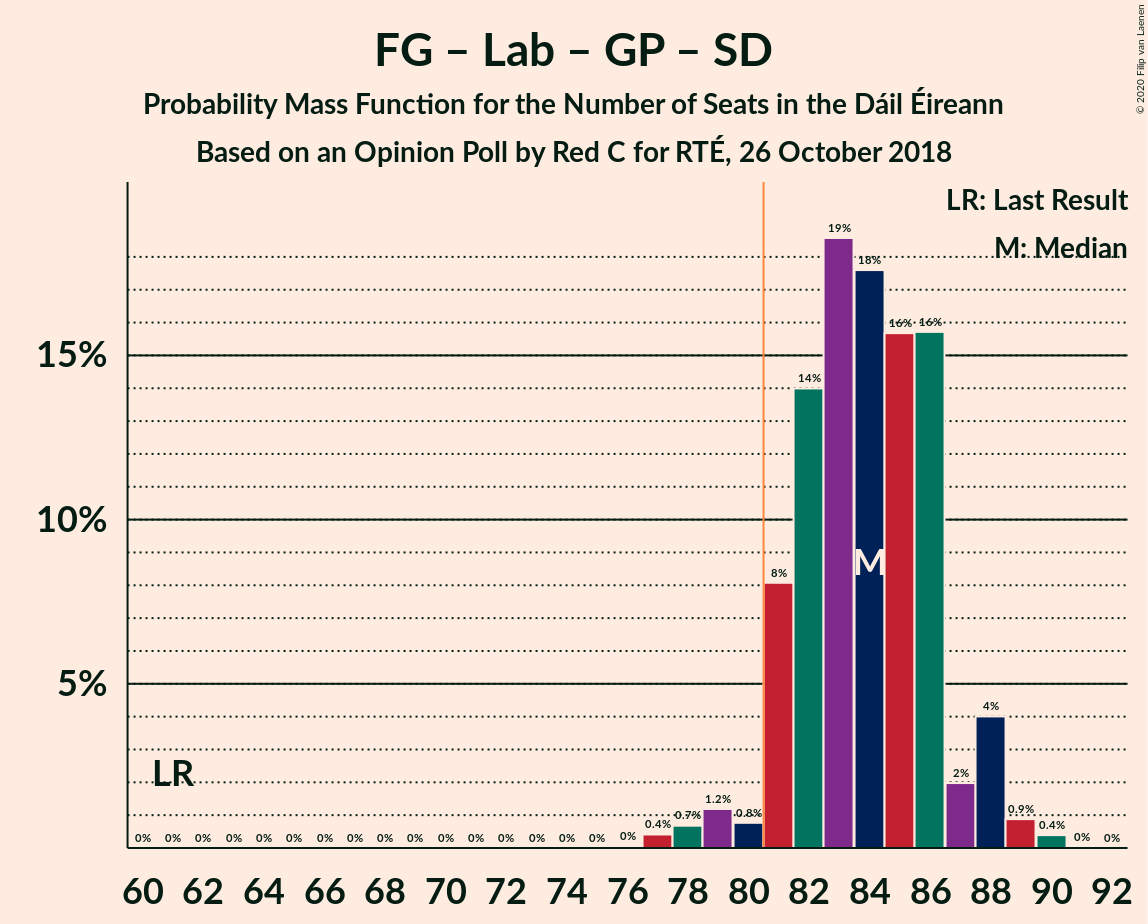 FG – Lab – GP – SD
Probability Mass Function for the Number of Seats in the Dáil Éireann
Based on an Opinion Poll by Red C for RTÉ, 26 October 2018
© 2020 Filip van Laenen
LR: Last Result
M: Median
15%
10%
5%
LR
M
0% 0% 0% 0% 0% 0% 0% 0% 0% 0% 0% 0% 0% 0% 0% 0% 0% 0.4% 0.7% 1.2% 0.8% 8% 14% 19% 18% 16% 16% 2% 4% 0.9% 0.4% 0% 0%
60 62 64 66 68 70 72 74 76 78 80 82 84 86 88 90 92